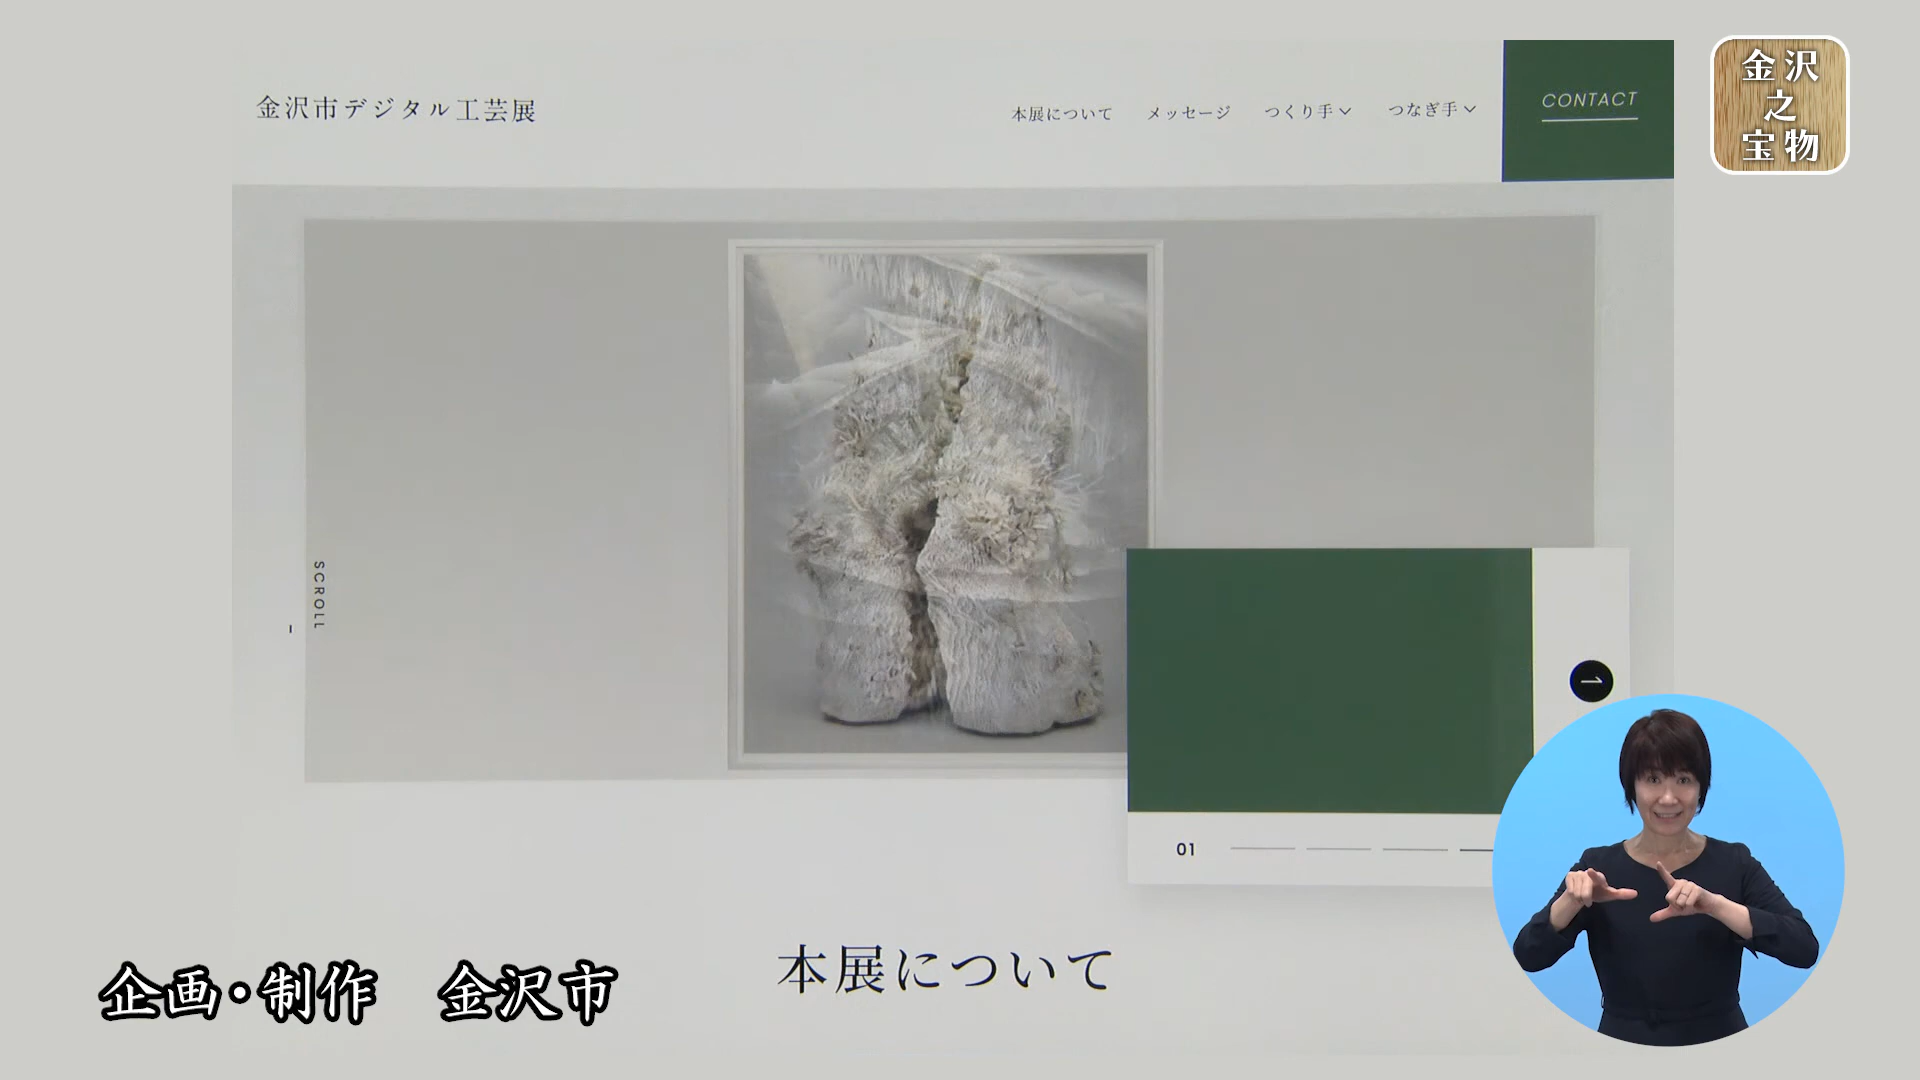 金沢市デジタル工芸展
本展について メッセージ つくり手 つなぎ手
CONTACT
金沢
之
宝物
SCROLL
01
本展について
企画・制作 金沢市